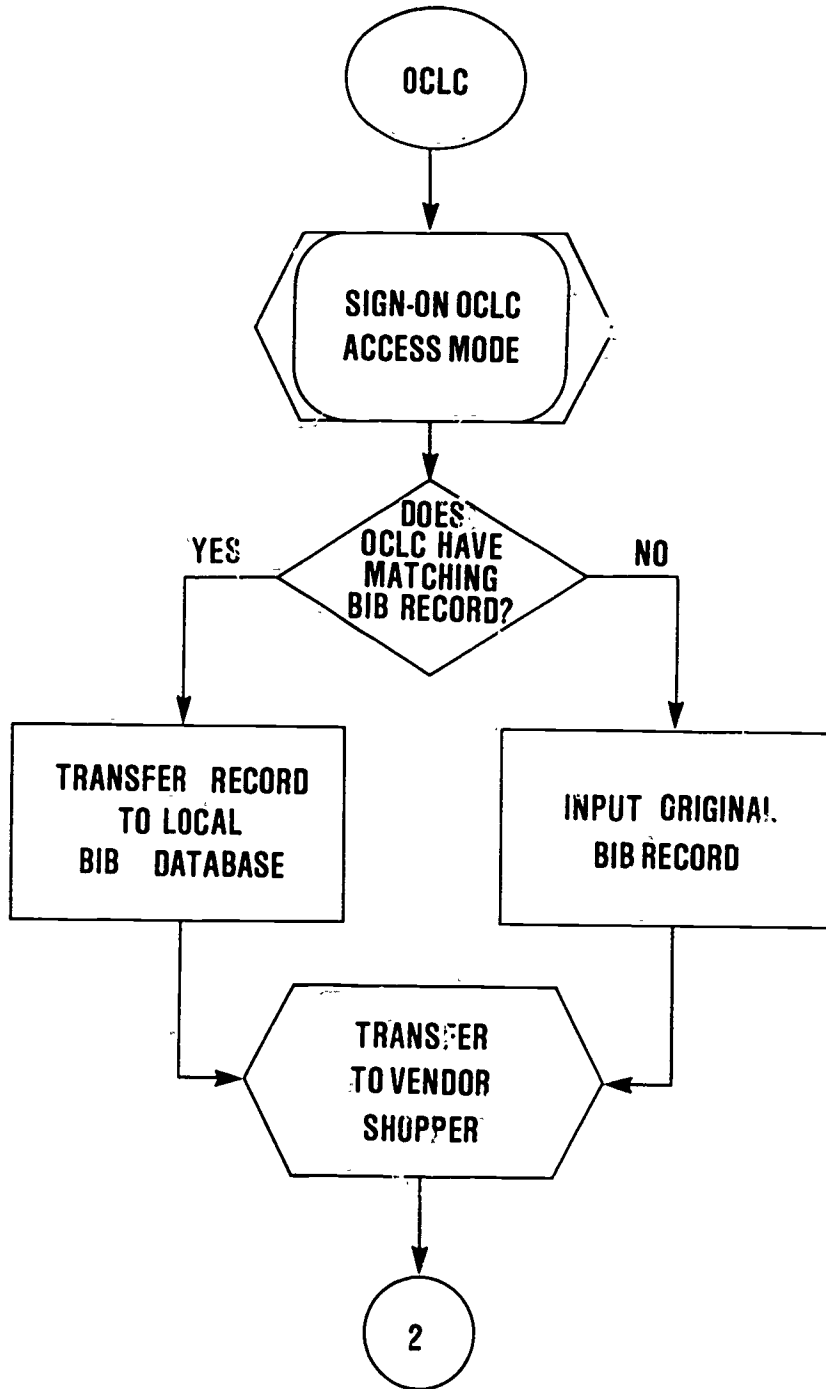 OCLC
SIGN-ON OCLC
ACCESS MODE
DOES
OCLC HAVE
MATCHING
BIB RECORD?
YES
NO
TRANSFER RECORD
TO LOCAL
BIB DATABASE
INPUT ORIGINAL
BIB RECORD
TRANSFER
TO VENDOR
SHOPPER
2